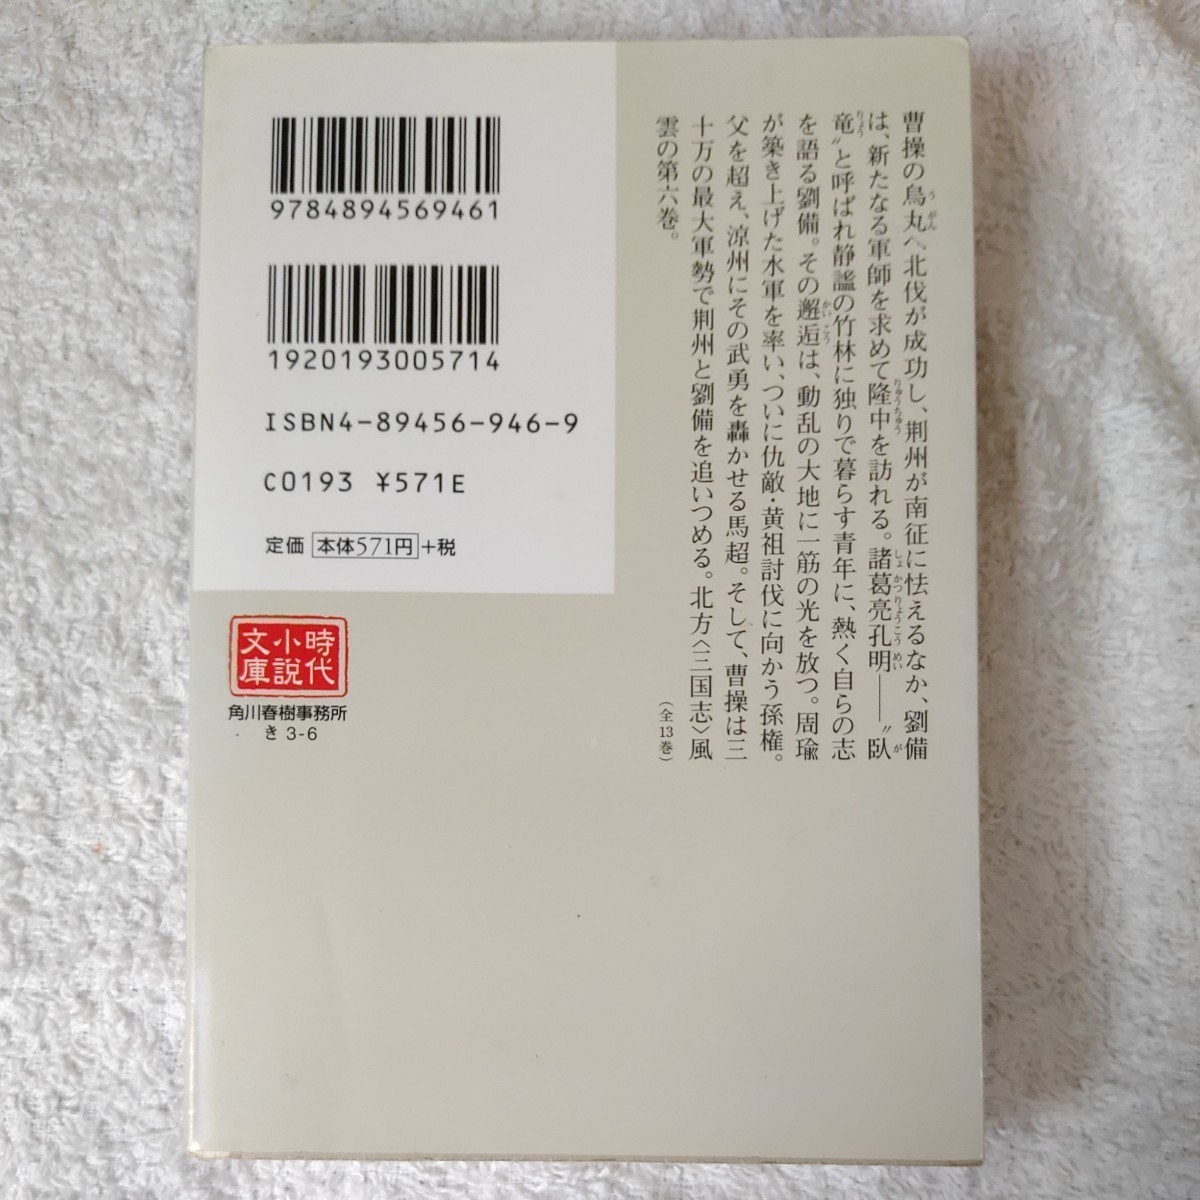 9784894569461
1920193005714
ISBN4-89456-946-9
C0193 ¥571E
定価 本体571円 +税
時代
小説
文庫
角川春樹事務所
き 3-6
曹操の烏丸へ北伐が成功し、荊州が南征に怯えるなか、劉備
は、新たなる軍師を求めて隆中を訪れる。諸葛亮孔明――〝臥
竜〟と呼ばれ静謐の竹林に独りで暮らす青年に、熱く自らの志
を語る劉備。その邂逅は、動乱の大地に一筋の光を放つ。周瑜
が築き上げた水軍を率い、ついに仇敵・黄祖討伐に向かう孫権。
父を超え、涼州にその武勇を轟かせる馬超。そして、曹操は三
十万の最大軍勢で荊州と劉備を追いつめる。北方〈三国志〉風
雲の第六巻。
(全13巻)